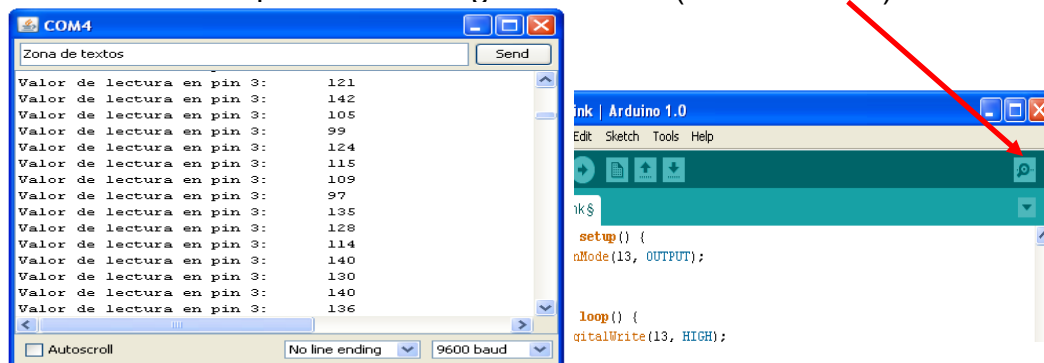 COM4
Zona de textos
Send
Valor de lectura en pin 3: 121
Valor de lectura en pin 3: 142
Valor de lectura en pin 3: 105
Valor de lectura en pin 3: 99
Valor de lectura en pin 3: 124
Valor de lectura en pin 3: 115
Valor de lectura en pin 3: 109
Valor de lectura en pin 3: 97
Valor de lectura en pin 3: 135
Valor de lectura en pin 3: 128
Valor de lectura en pin 3: 114
Valor de lectura en pin 3: 140
Valor de lectura en pin 3: 130
Valor de lectura en pin 3: 140
Valor de lectura en pin 3: 136
Autoscroll
No line ending
9600 baud
ink | Arduino 1.0
Edit Sketch Tools Help
nk§
setup() {
nMode(13, OUTPUT);
loop() {
gitalWrite(13, HIGH);